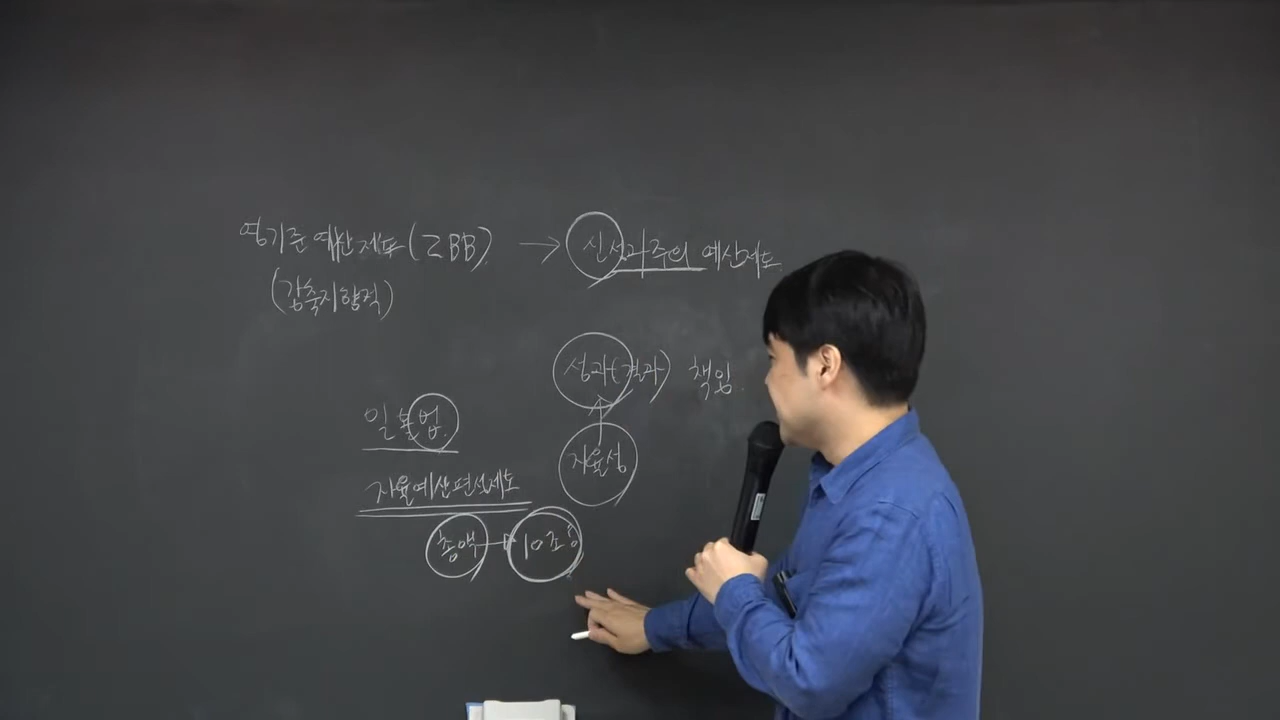 영기준 예산제도(ZBB) → 신성과주의 예산제도
(감축지향적)
성과(결과) 책임.
일몰법.
자율성
자율예산편성제도
총액 → 10조?